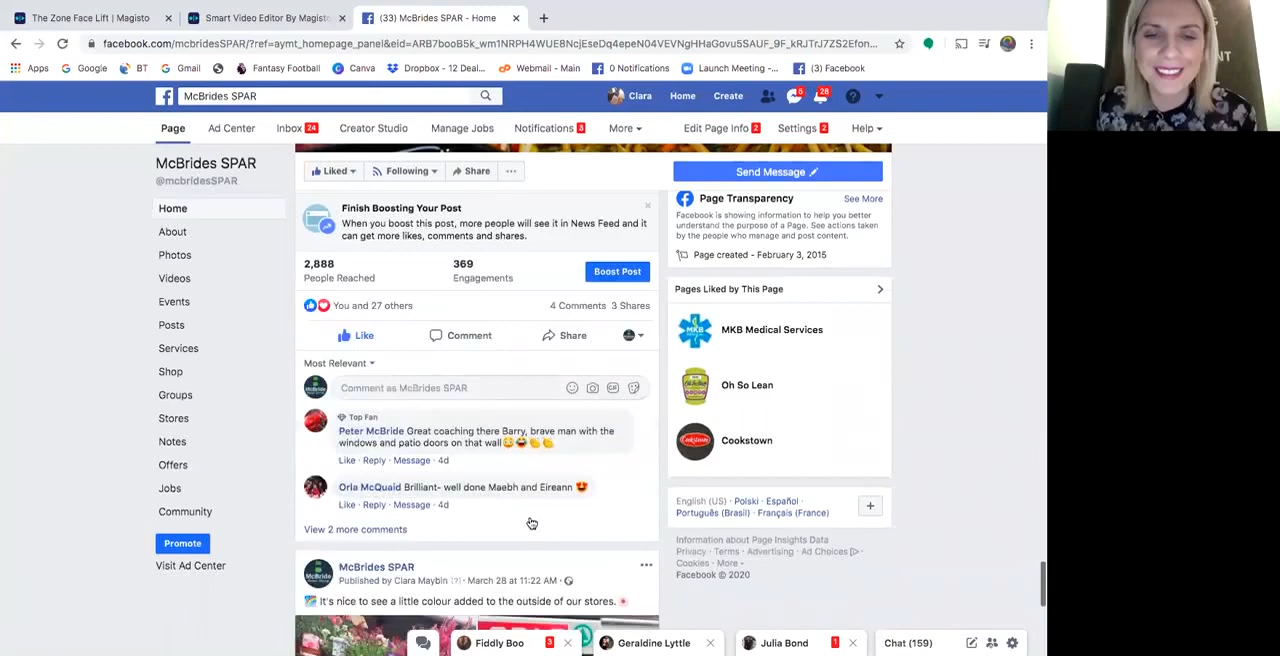 The Zone Face Lift | Magisto
Smart Video Editor By Magisto
(33) McBrides SPAR - Home
facebook.com/mcbridesSPAR/?ref=aymt_homepage_panel&eid=
Apps
Google
BT
Gmail
Fantasy Football
Canva
Dropbox - 12 Deal...
Webmail - Main
0 Notifications
Launch Meeting -...
(3) Facebook
McBrides SPAR
Clara
Home
Create
5
28
Page
Ad Center
Inbox 24
Creator Studio
Manage Jobs
Notifications 3
More
Edit Page Info 2
Settings 2
Help
McBrides SPAR
@mcbridesSPAR
Home
About
Photos
Videos
Events
Posts
Services
Shop
Groups
Stores
Notes
Offers
Jobs
Community
Promote
Visit Ad Center
Liked
Following
Share
Send Message
Finish Boosting Your Post
When you boost this post, more people will see it in News Feed and it
can get more likes, comments and shares.
2,888
People Reached
369
Engagements
Boost Post
You and 27 others
4 Comments 3 Shares
Like
Comment
Share
Most Relevant
Comment as McBrides SPAR
GIF
Top Fan
Peter McBride Great coaching there Barry, brave man with the
windows and patio doors on that wall😳😂👏👏
Like · Reply · Message · 4d
Orla McQuaid Brilliant- well done Maebh and Eireann 😍
Like · Reply · Message · 4d
View 2 more comments
McBrides SPAR
Published by Clara Maybin [?] · March 28 at 11:22 AM ·
It's nice to see a little colour added to the outside of our stores.
Page Transparency
See More
Facebook is showing information to help you better
understand the purpose of a Page. See actions taken
by the people who manage and post content.
Page created - February 3, 2015
Pages Liked by This Page
MKB
MKB Medical Services
Oh So Lean
Cookstown
Cookstown
English (US) · Polski · Español ·
Português (Brasil) · Français (France)
Information about Page Insights Data
Privacy · Terms · Advertising · Ad Choices ·
Cookies · More
Facebook © 2020
Fiddly Boo 3
Geraldine Lyttle
Julia Bond 1
Chat (159)